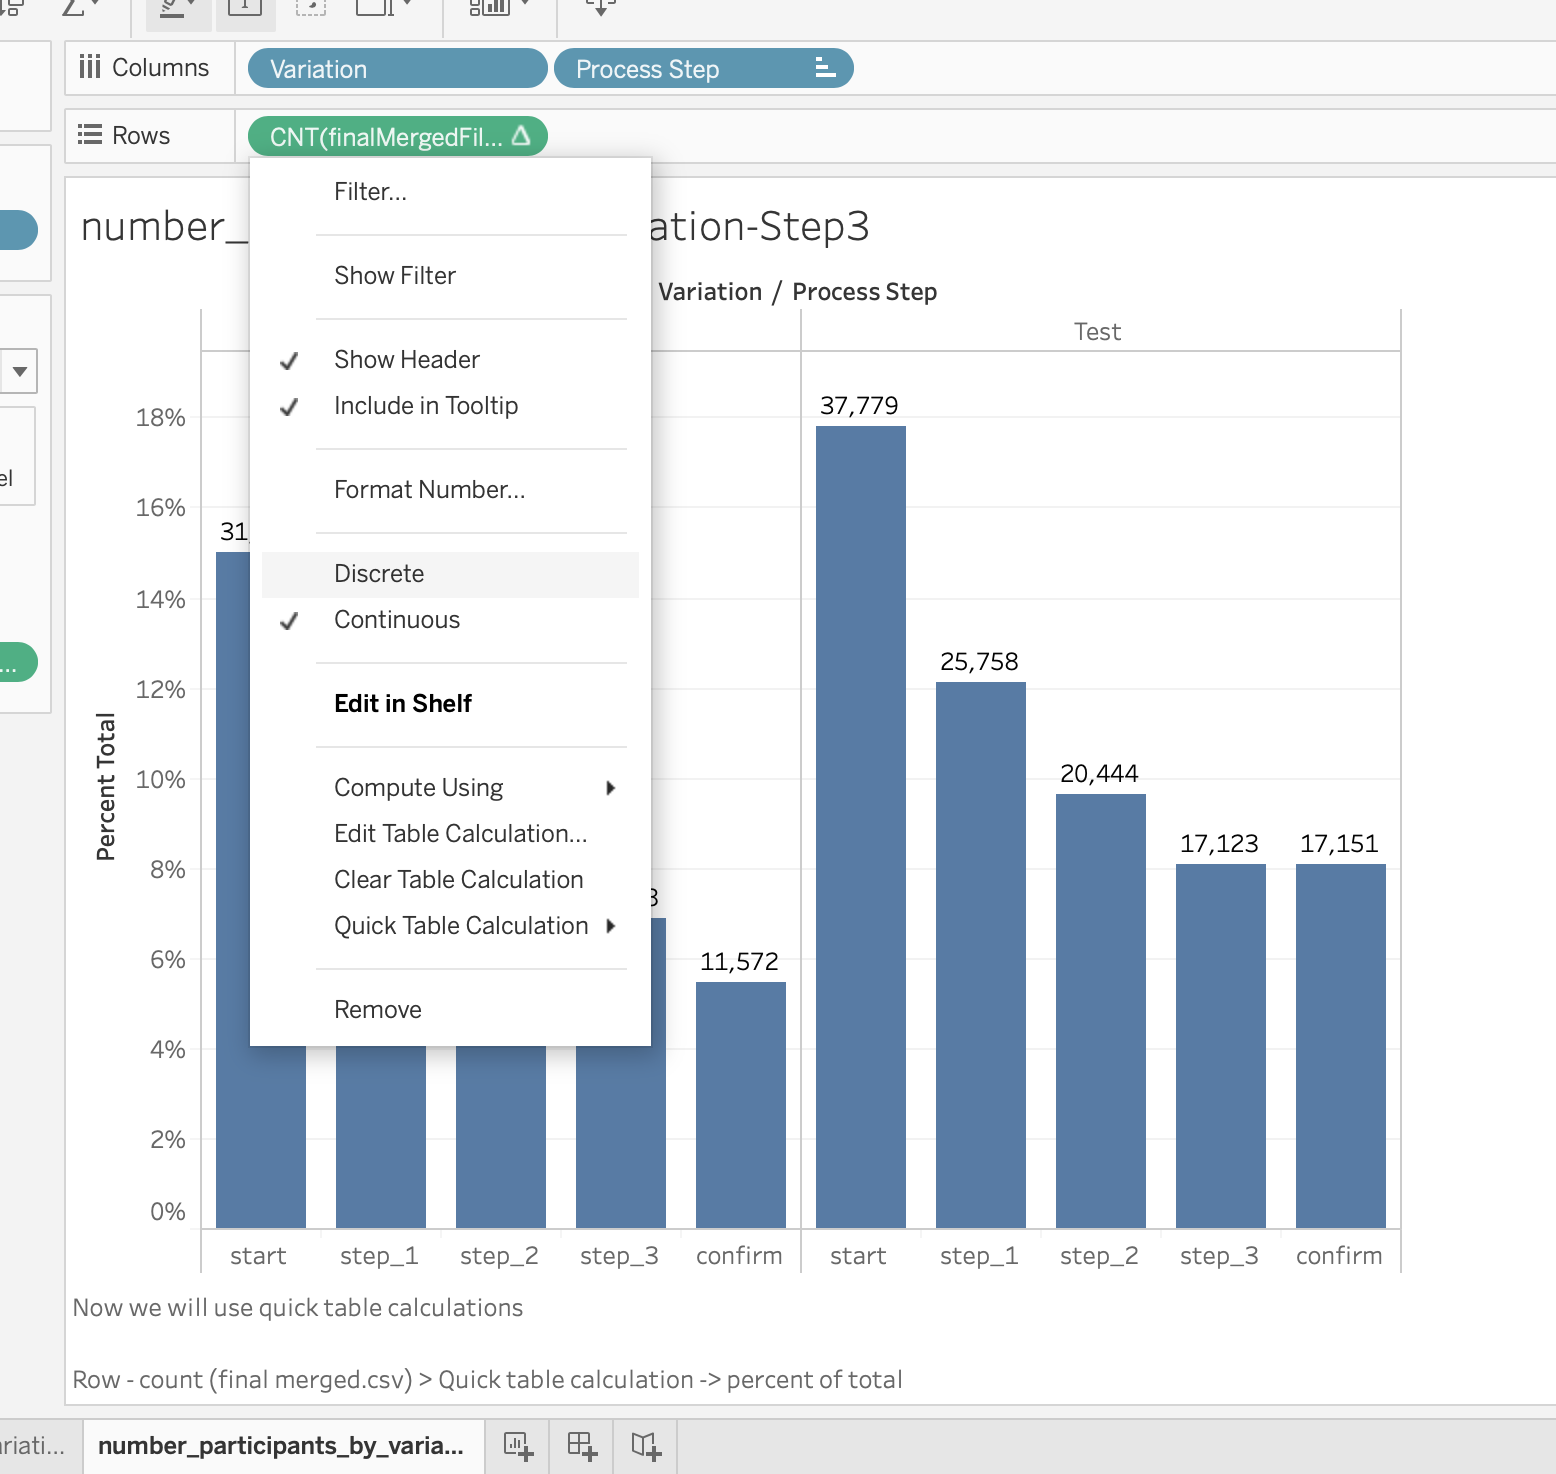 Columns
Variation
Process Step
Rows
CNT(finalMergedFil...
number_
ation-Step3
Variation / Process Step
Test
Filter...
Show Filter
Show Header
Include in Tooltip
Format Number...
Discrete
Continuous
Edit in Shelf
Compute Using
Edit Table Calculation...
Clear Table Calculation
Quick Table Calculation
Remove
el
...
Percent Total
18%
16%
14%
12%
10%
8%
6%
4%
2%
0%
31
11,572
37,779
25,758
20,444
17,123
17,151
start
step_1
step_2
step_3
confirm
start
step_1
step_2
step_3
confirm
Now we will use quick table calculations
Row - count (final merged.csv) > Quick table calculation -> percent of total
riati...
number_participants_by_varia...